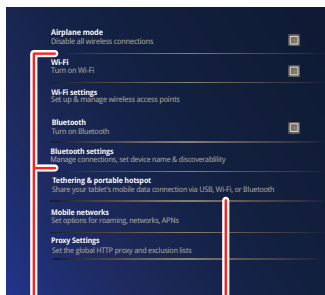 Airplane mode
Disable all wireless connections
Wi-Fi
Turn on Wi-Fi
Wi-Fi settings
Set up & manage wireless access points
Bluetooth
Turn on Bluetooth
Bluetooth settings
Manage connections, set device name & discoverablility
Tethering & portable hotspot
Share your tablet's mobile data connection via USB, Wi-Fi, or Bluetooth
Mobile networks
Set options for roaming, networks, APNs
Proxy Settings
Set the global HTTP proxy and exclusion lists